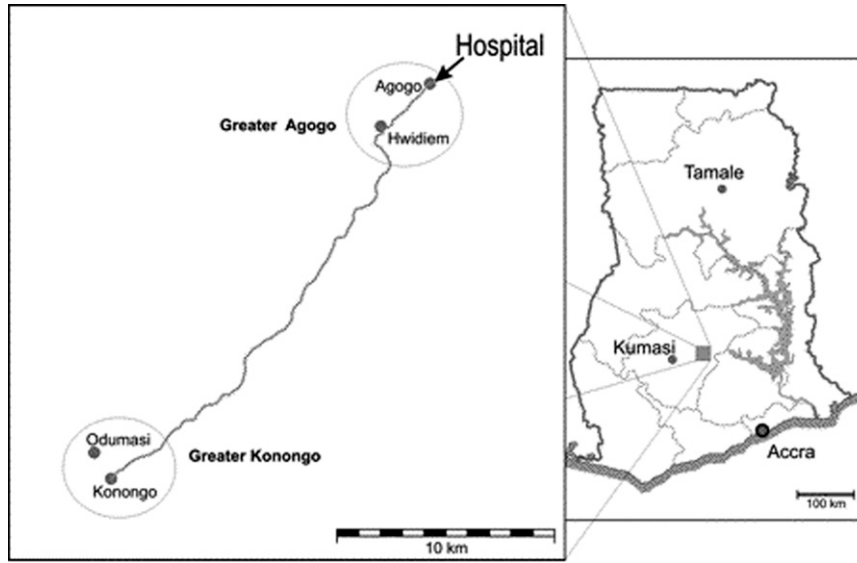 Hospital
Agogo
Greater Agogo
Hwidiem
Odumasi
Greater Konongo
Konongo
10 km
Tamale
Kumasi
Accra
100 km